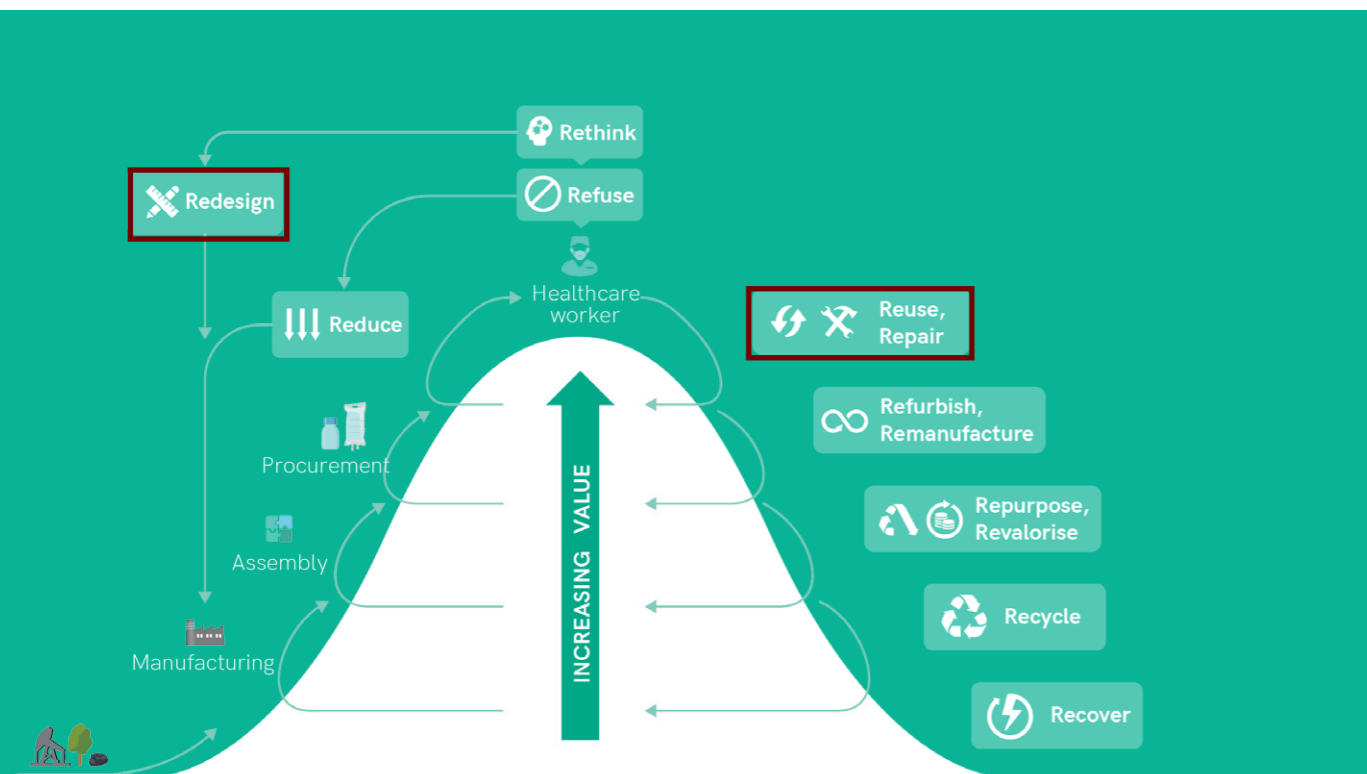 Rethink
Redesign
Refuse
Healthcare
worker
Reduce
Reuse,
Repair
Refurbish,
Remanufacture
Procurement
INCREASING VALUE
Repurpose,
Revalorise
Assembly
Recycle
Manufacturing
Recover